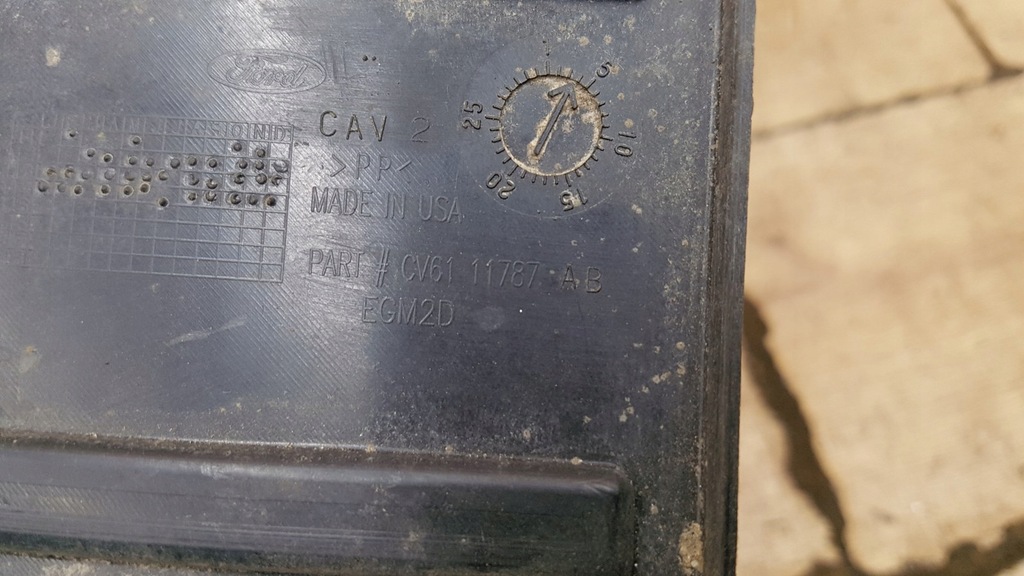 Ford
CAV 2
>PP<
MADE IN USA
PART # CV61 11787 AB
EGM2D
5
10
15
20
25